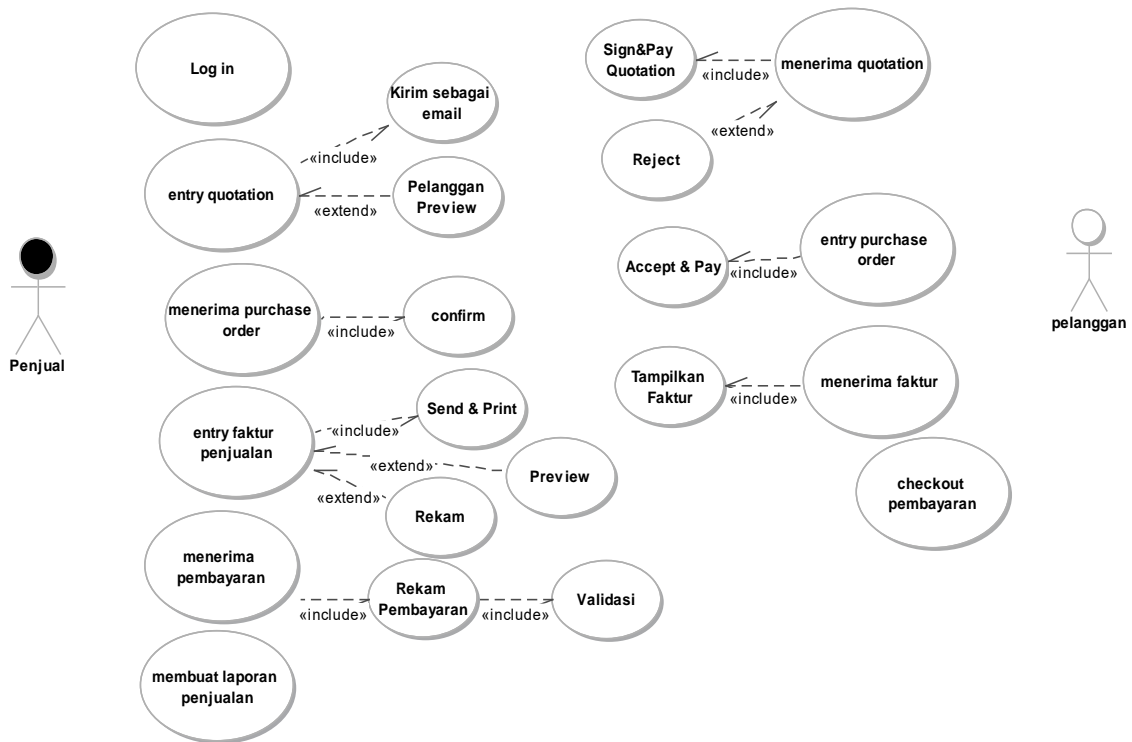 Log in
Kirim sebagai
email
«include»
entry quotation
Pelanggan
Preview
«extend»
menerima purchase
order
«include»
confirm
Penjual
entry faktur
penjualan
«include»
Send & Print
«extend»
Preview
«extend»
Rekam
menerima
pembayaran
«include»
Rekam
Pembayaran
«include»
Validasi
membuat laporan
penjualan
Sign&Pay
Quotation
«include»
menerima quotation
«extend»
Reject
Accept & Pay
«include»
entry purchase
order
pelanggan
Tampilkan
Faktur
«include»
menerima faktur
checkout
pembayaran